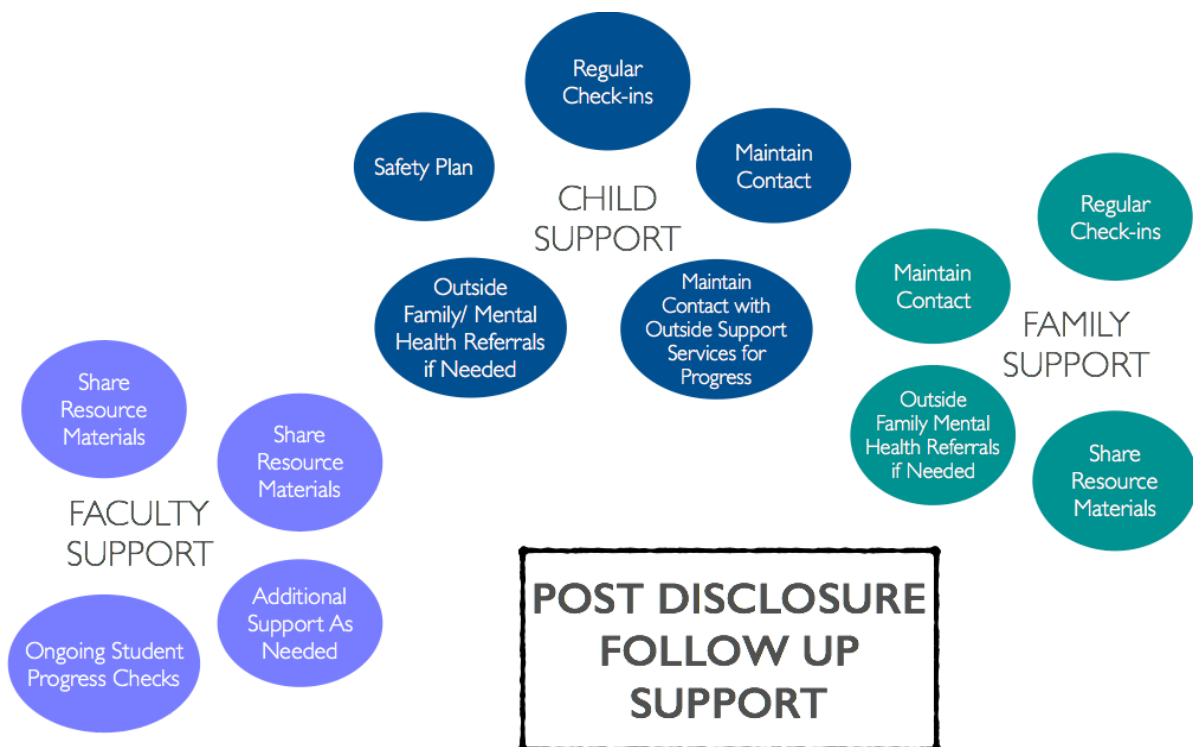 Regular
Check-ins
Safety Plan
Maintain
Contact
CHILD
SUPPORT
Outside
Family/ Mental
Health Referrals
if Needed
Maintain
Contact with
Outside Support
Services for
Progress
Regular
Check-ins
Maintain
Contact
FAMILY
SUPPORT
Outside
Family Mental
Health Referrals
if Needed
Share
Resource
Materials
Share
Resource
Materials
Share
Resource
Materials
FACULTY
SUPPORT
Additional
Support As
Needed
Ongoing Student
Progress Checks
POST DISCLOSURE
FOLLOW UP
SUPPORT